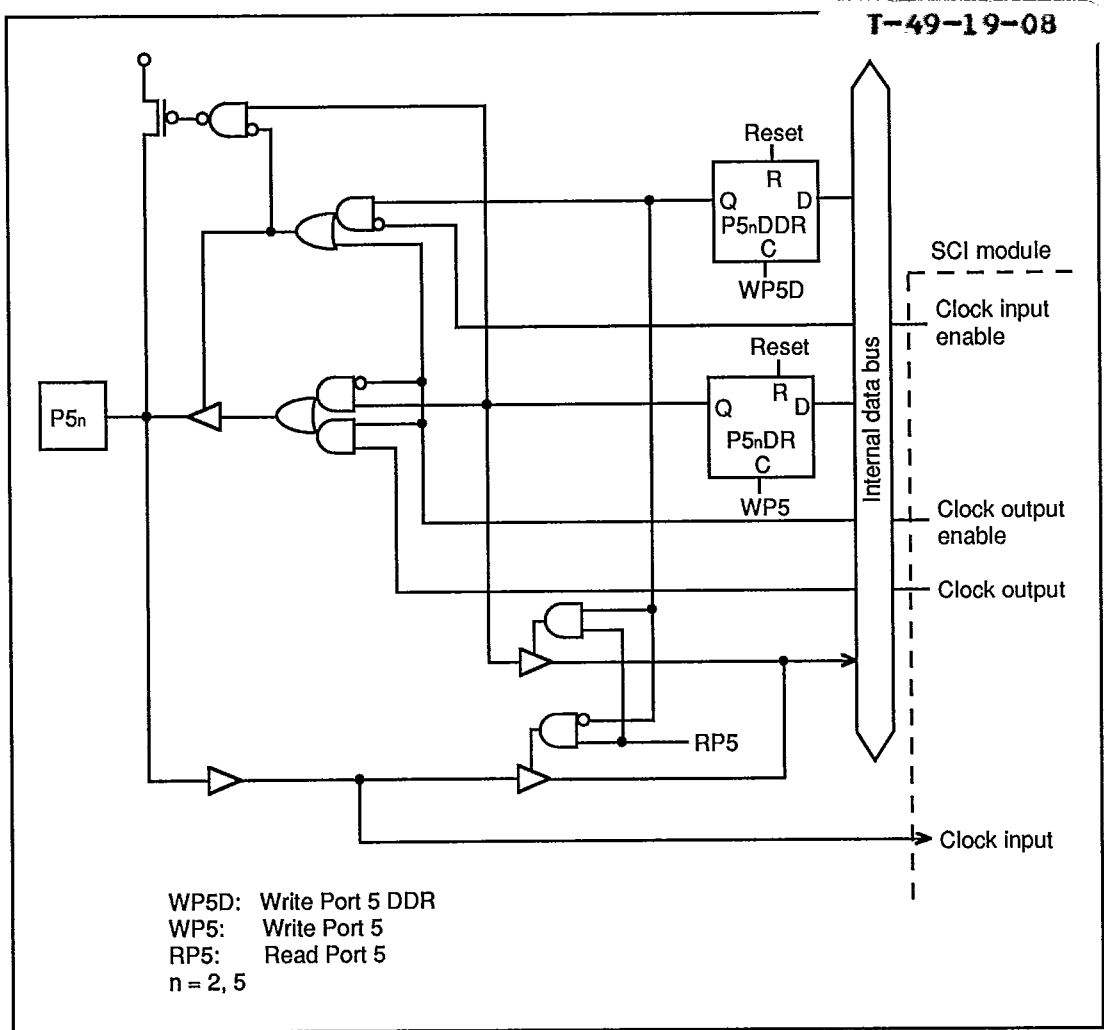 T-49-19-08
Reset
R
Q
D
P5nDDR
C
WP5D
SCI module
Clock input
enable
Reset
R
Q
D
P5nDR
C
WP5
Internal data bus
P5n
Clock output
enable
Clock output
RP5
Clock input
WP5D: Write Port 5 DDR
WP5: Write Port 5
RP5: Read Port 5
n = 2, 5